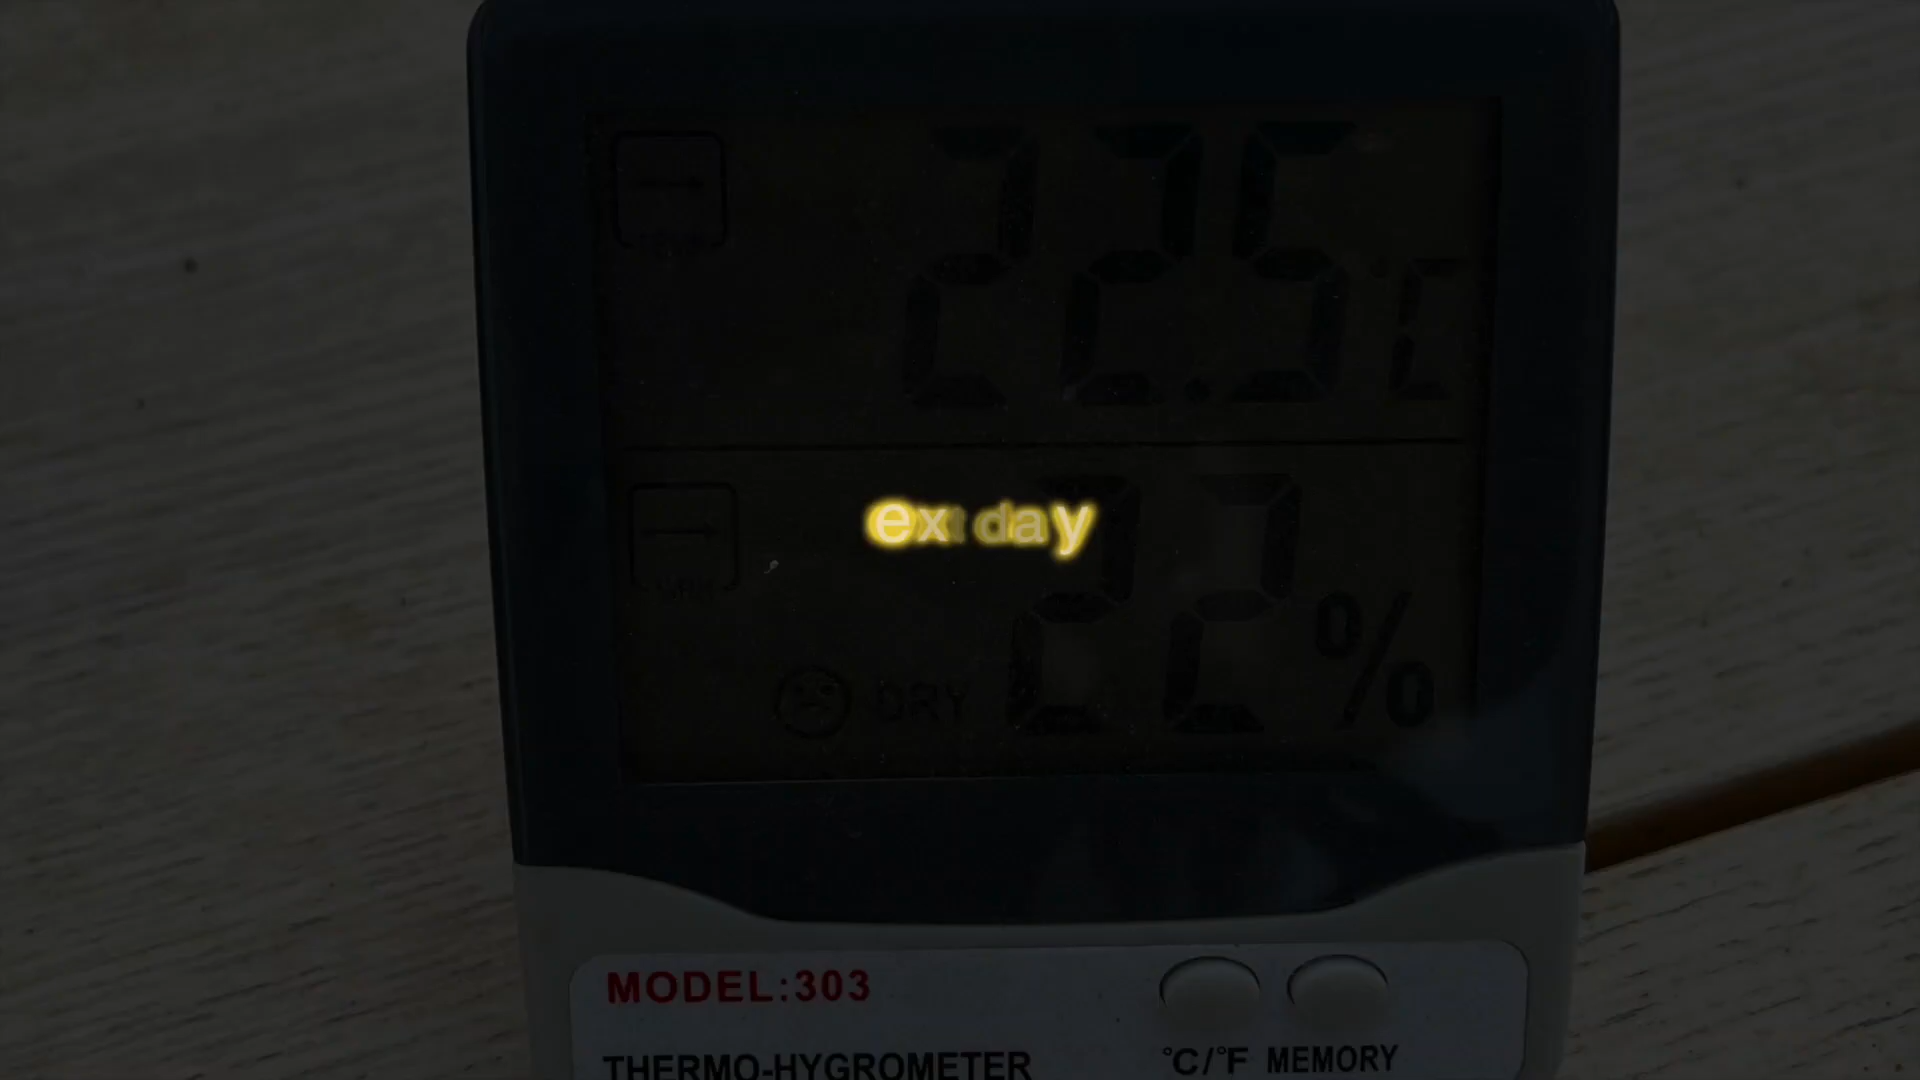 22.5 °C
ext day
DRY 22 %
MODEL:303
THERMO-HYGROMETER
°C/°F MEMORY